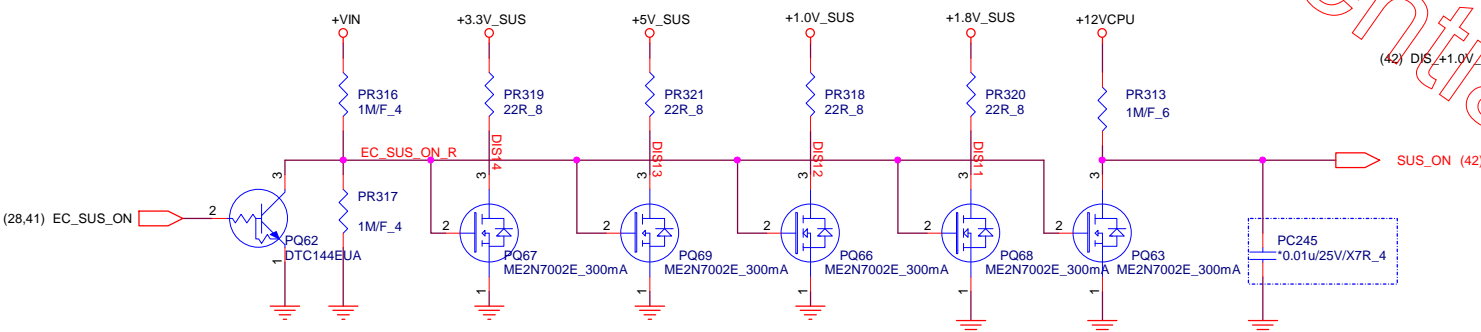 +VIN
+3.3V_SUS
+5V_SUS
+1.0V_SUS
+1.8V_SUS
+12VCPU
(42) DIS_+1.0V_
PR316
1M/F_4
PR319
22R_8
PR321
22R_8
PR318
22R_8
PR320
22R_8
PR313
1M/F_6
EC_SUS_ON_R
DIS14
DIS13
DIS12
DIS11
SUS_ON (42)
3
3
3
3
3
3
PR317
1M/F_4
(28,41) EC_SUS_ON
2
2
2
2
2
2
PQ62
DTC144EUA
PQ67
ME2N7002E_300mA
PQ69
ME2N7002E_300mA
PQ66
ME2N7002E_300mA
PQ68
ME2N7002E_300mA
PQ63
ME2N7002E_300mA
PC245
*0.01u/25V/X7R_4
1
1
1
1
1
1